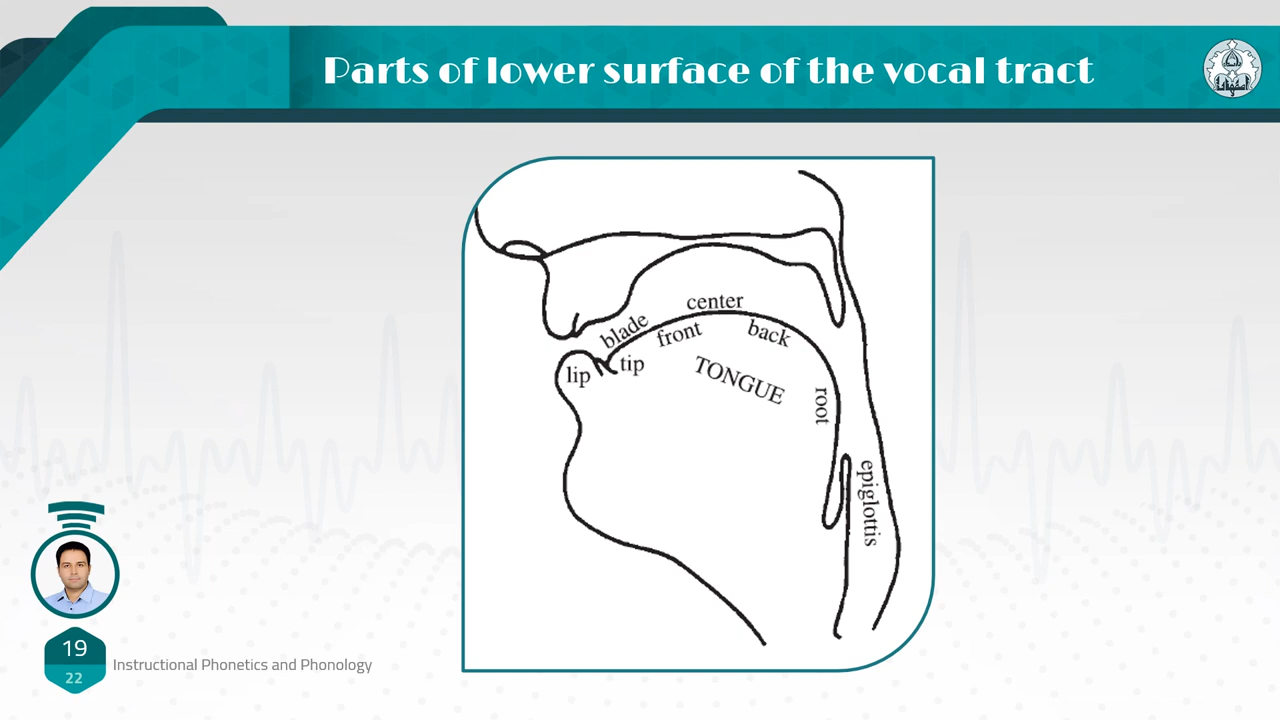 Parts of lower surface of the vocal tract
center
blade
front
back
lip
tip
TONGUE
root
epiglottis
19
22
Instructional Phonetics and Phonology